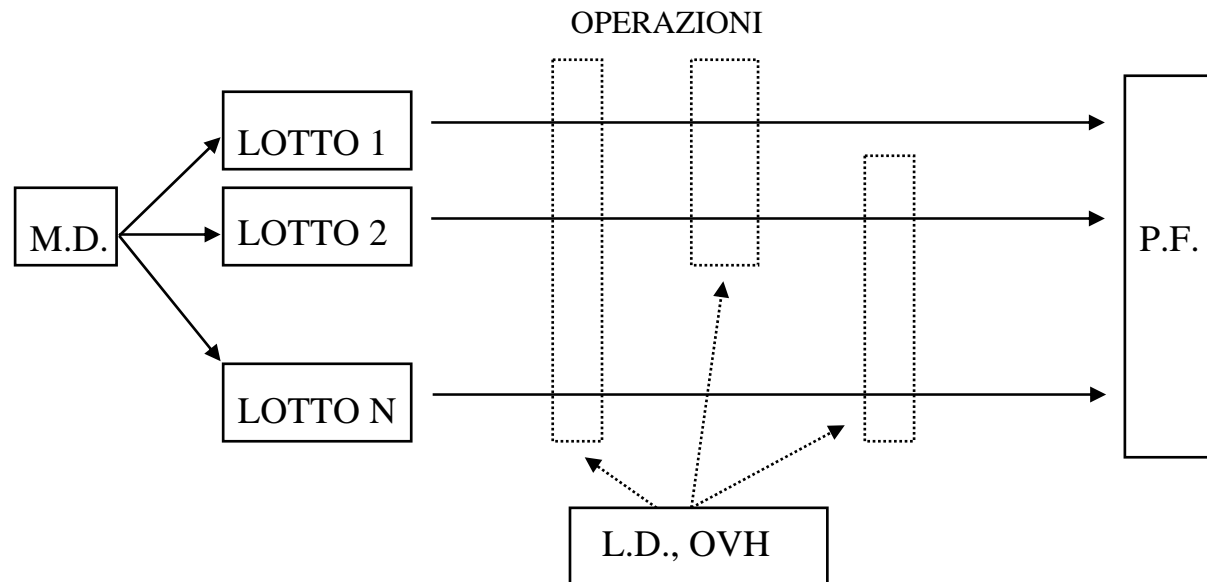 OPERAZIONI
LOTTO 1
M.D.
LOTTO 2
P.F.
LOTTO N
L.D., OVH